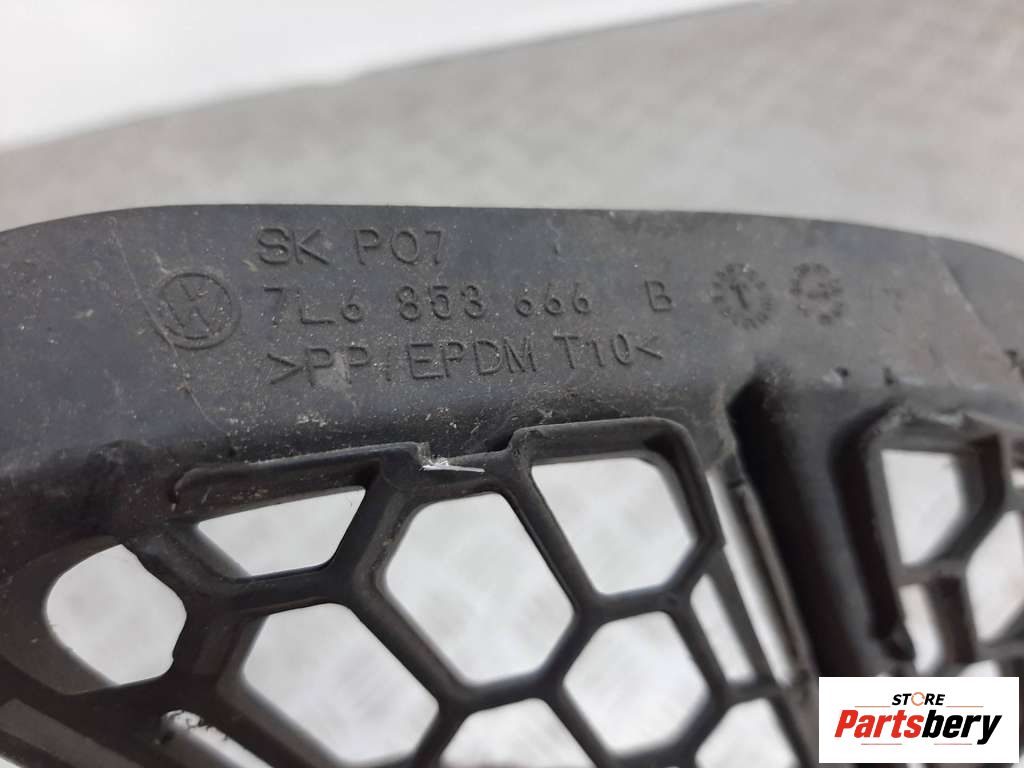 SK P07
7L6 853 666 B
>PP/EPDM T10<
STORE
Partsbery